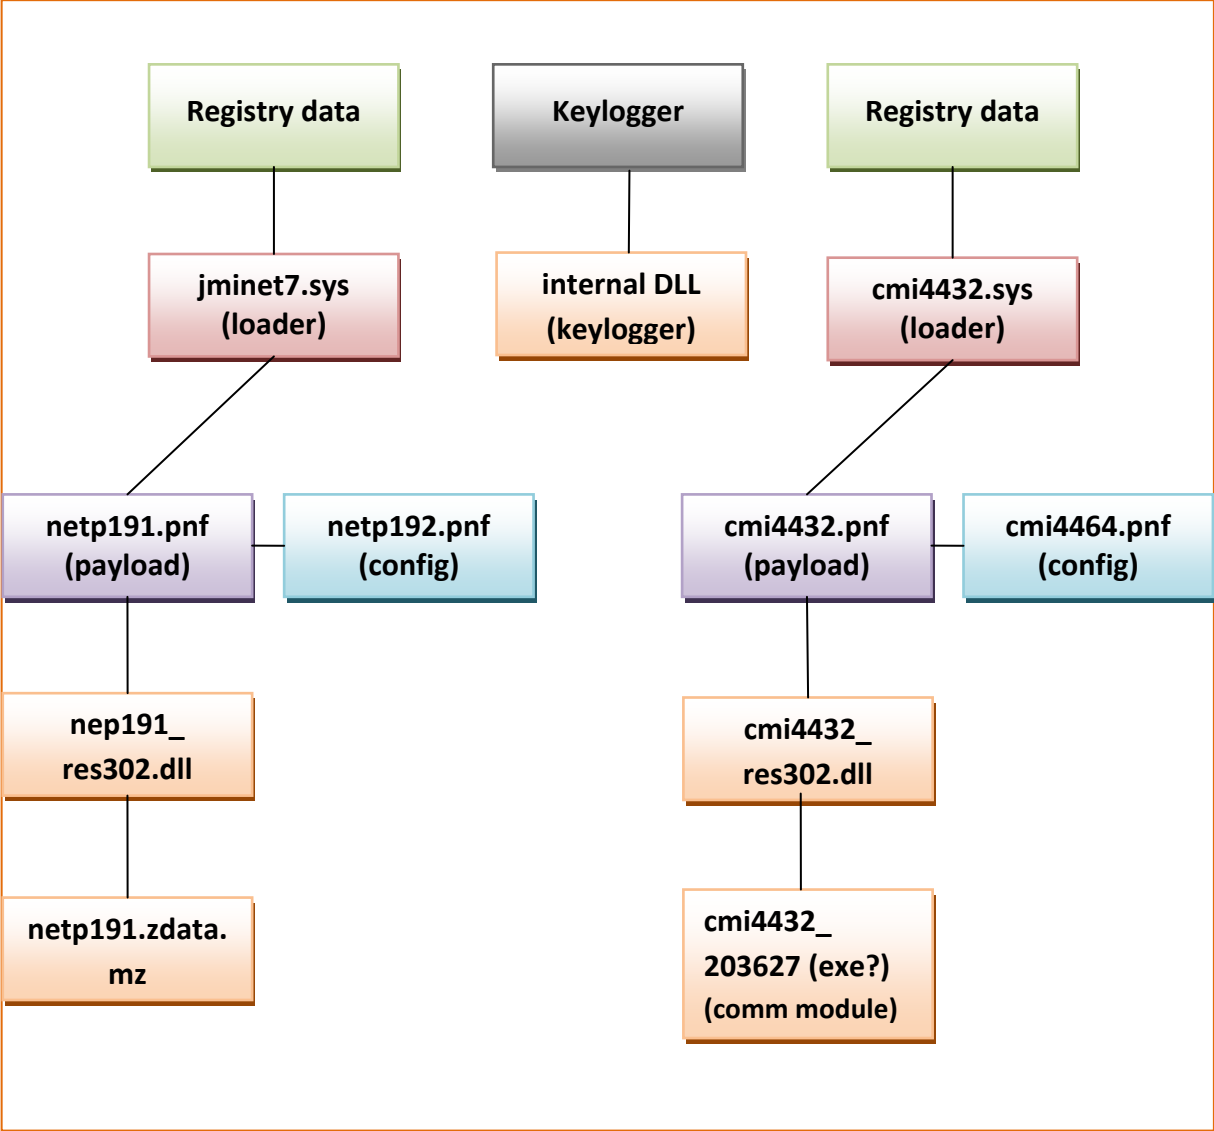 Registry data
Keylogger
Registry data
jminet7.sys
(loader)
internal DLL
(keylogger)
cmi4432.sys
(loader)
netp191.pnf
(payload)
netp192.pnf
(config)
cmi4432.pnf
(payload)
cmi4464.pnf
(config)
nep191_
res302.dll
cmi4432_
res302.dll
netp191.zdata.
mz
cmi4432_
203627 (exe?)
(comm module)